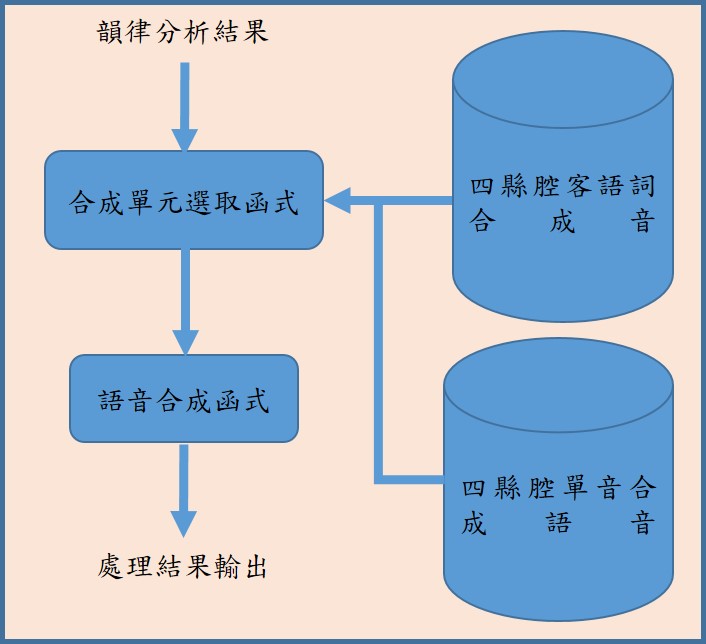 韻律分析結果
合成單元選取函式
語音合成函式
處理結果輸出
四縣腔客語詞
合成音
四縣腔單音合
成語音